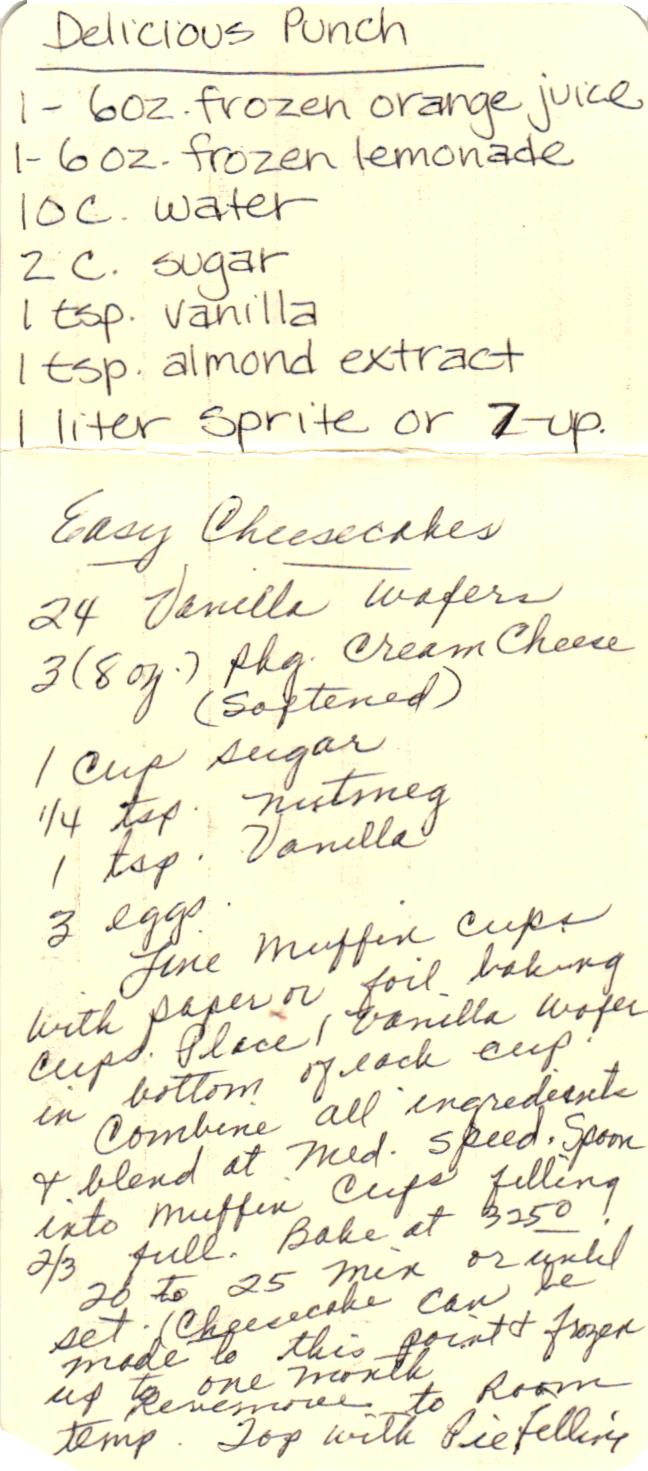 Delicious Punch
1 - 6oz. frozen orange juice
1- 6 oz. frozen lemonade
10 c. water
2 c. sugar
1 tsp. vanilla
1 tsp. almond extract
1 liter sprite or 7-up.
Easy Cheesecakes
24 Vanilla wafers
3 (8 oz.) pkg. Cream Cheese
(Softened)
1 Cup sugar
1/4 tsp. nutmeg
1 tsp. Vanilla
3 eggs.
Line Muffin cups
with paper or foil baking
cups. Place 1 Vanilla wafer
in bottom of each cup.
Combine all ingredients
& blend at Med. speed. Spoon
into Muffin Cups filling
2/3 full. Bake at 325°
20 to 25 min or until
set. (Cheesecake can be
made to this point & frozen
up to one month
Revemove to Room
temp. Top with Pie felling